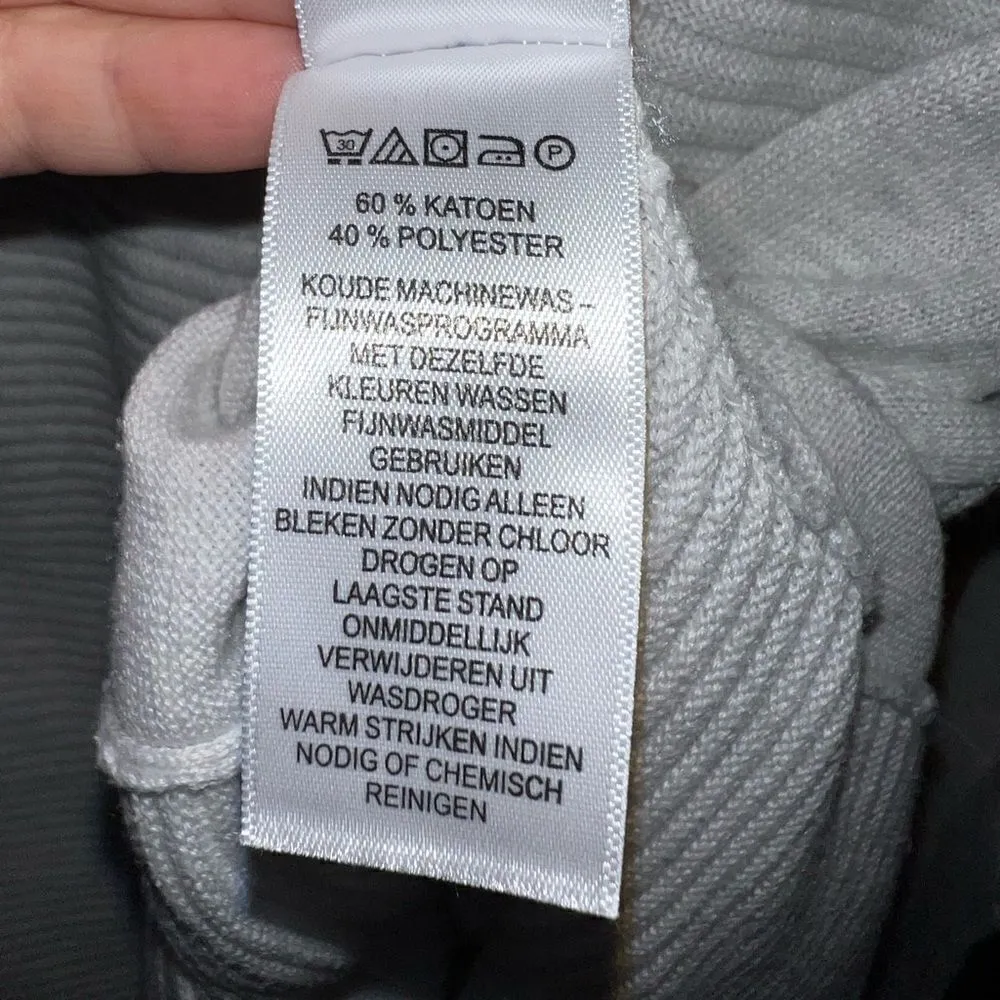 30 P
60 % KATOEN
40 % POLYESTER
KOUDE MACHINEWAS –
FIJNWASPROGRAMMA
MET DEZELFDE
KLEUREN WASSEN
FIJNWASMIDDEL
GEBRUIKEN
INDIEN NODIG ALLEEN
BLEKEN ZONDER CHLOOR
DROGEN OP
LAAGSTE STAND
ONMIDDELLIJK
VERWIJDEREN UIT
WASDROGER
WARM STRIJKEN INDIEN
NODIG OF CHEMISCH
REINIGEN